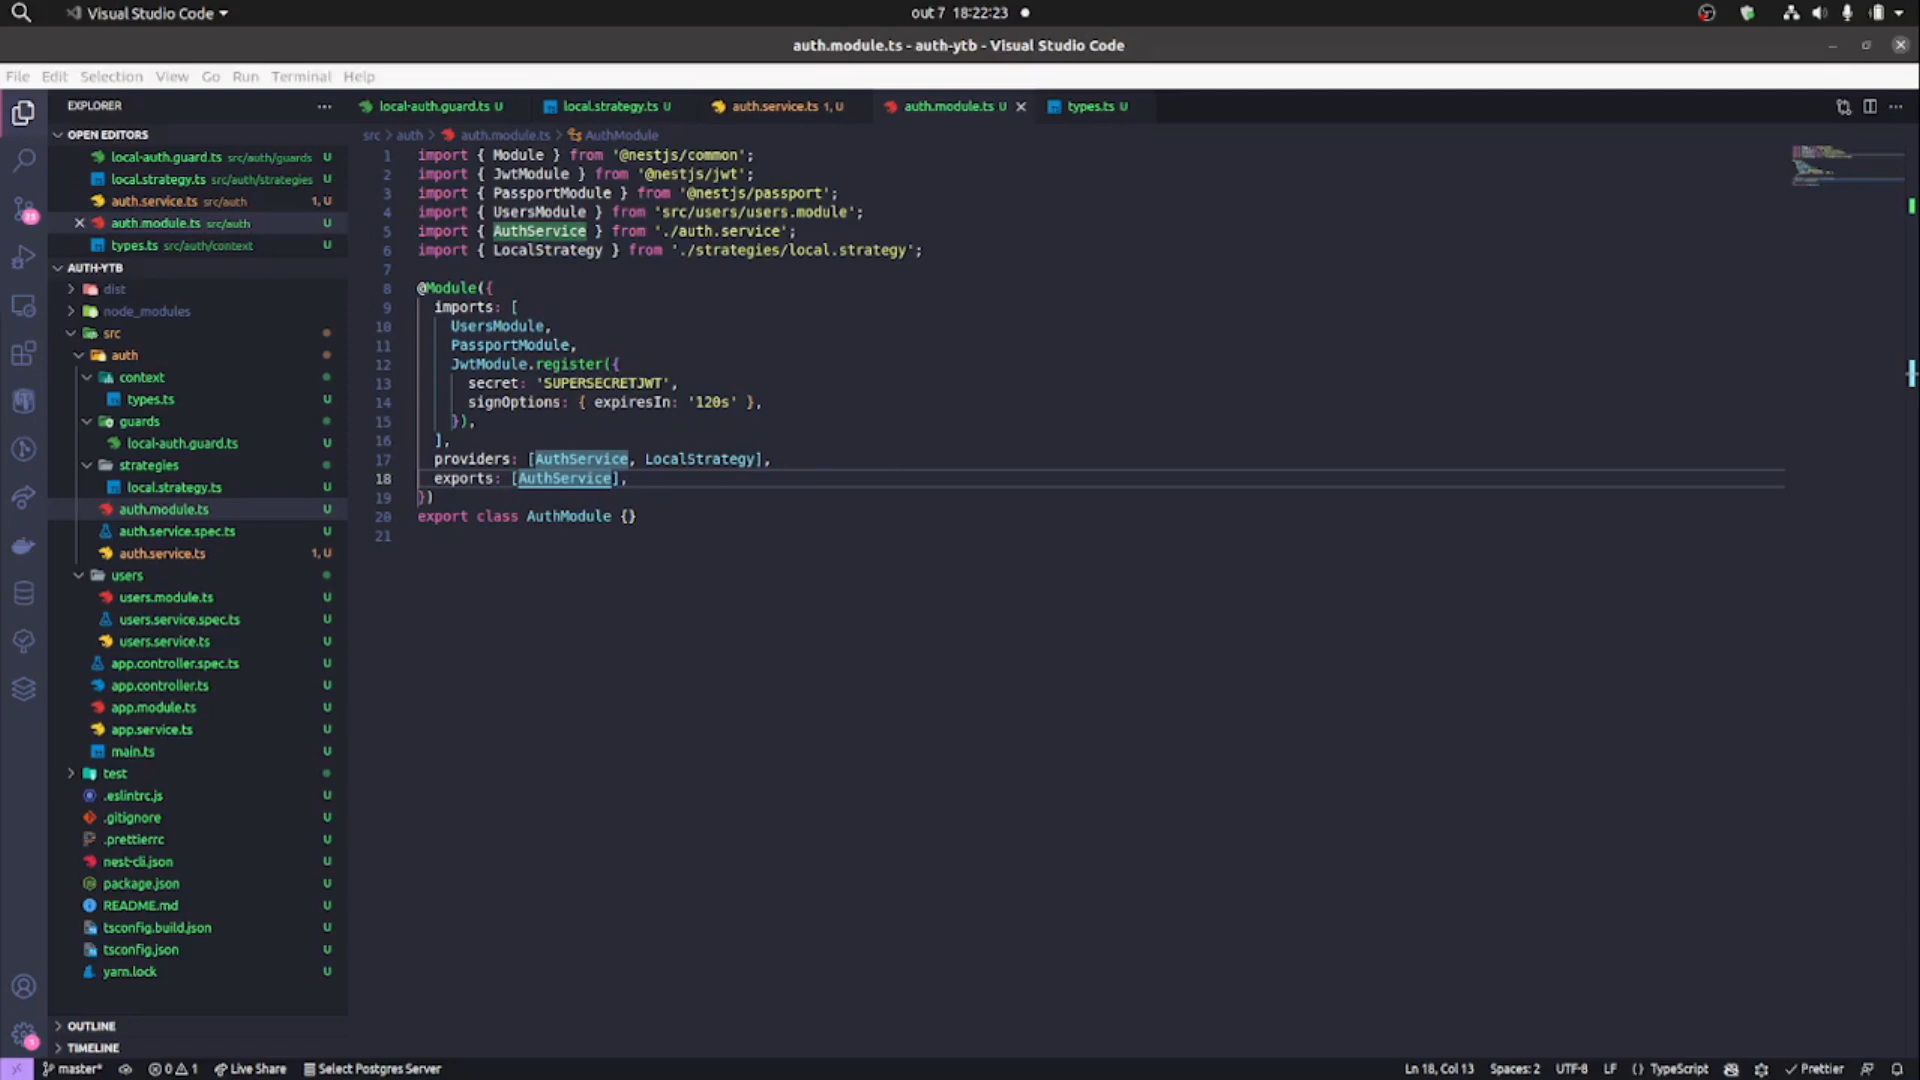 Visual Studio Code
out 7 18:22:23
auth.module.ts - auth-ytb - Visual Studio Code
File Edit Selection View Go Run Terminal Help
EXPLORER
local-auth.guard.ts U
local.strategy.ts U
auth.service.ts 1, U
auth.module.ts U
types.ts U
OPEN EDITORS
local-auth.guard.ts src/auth/guards U
local.strategy.ts src/auth/strategies U
auth.service.ts src/auth 1, U
auth.module.ts src/auth U
types.ts src/auth/context U
AUTH-YTB
dist
node_modules
src
auth
context
types.ts U
guards
local-auth.guard.ts U
strategies
local.strategy.ts U
auth.module.ts U
auth.service.spec.ts U
auth.service.ts 1, U
users
users.module.ts U
users.service.spec.ts U
users.service.ts U
app.controller.spec.ts U
app.controller.ts U
app.module.ts U
app.service.ts U
main.ts U
test
.eslintrc.js U
.gitignore U
.prettierrc U
nest-cli.json U
package.json U
README.md U
tsconfig.build.json U
tsconfig.json U
yarn.lock U
OUTLINE
TIMELINE
src > auth > auth.module.ts > AuthModule
1 import { Module } from '@nestjs/common';
2 import { JwtModule } from '@nestjs/jwt';
3 import { PassportModule } from '@nestjs/passport';
4 import { UsersModule } from 'src/users/users.module';
5 import { AuthService } from './auth.service';
6 import { LocalStrategy } from './strategies/local.strategy';
7
8 @Module({
9 imports: [
10 UsersModule,
11 PassportModule,
12 JwtModule.register({
13 secret: 'SUPERSECRETJWT',
14 signOptions: { expiresIn: '120s' },
15 }),
16 ],
17 providers: [AuthService, LocalStrategy],
18 exports: [AuthService],
19 })
20 export class AuthModule {}
21
master* 0 1 Live Share Select Postgres Server
Ln 18, Col 13 Spaces: 2 UTF-8 LF {} TypeScript Prettier